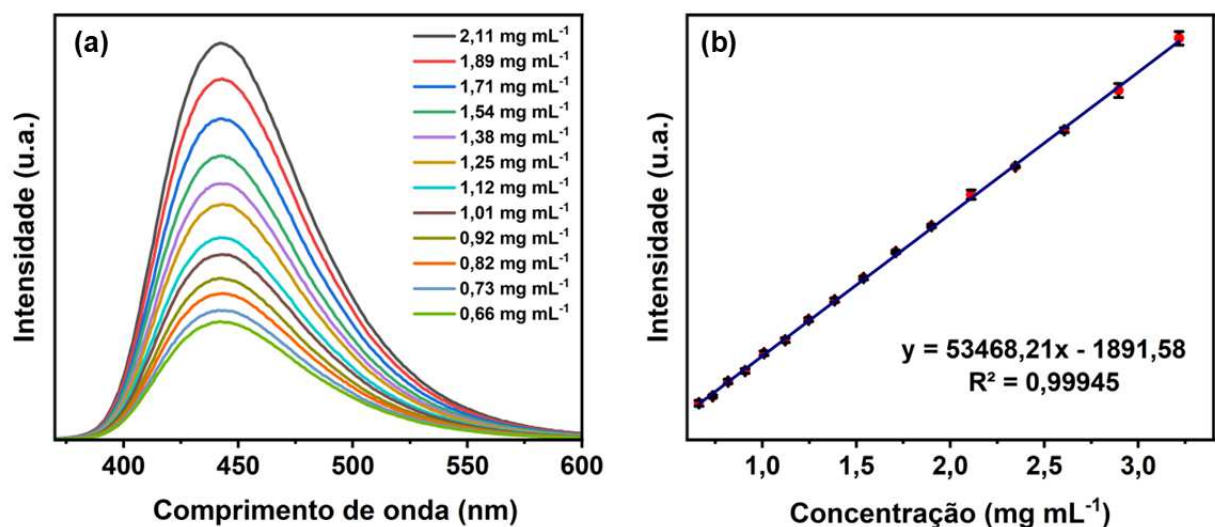 (a)
2,11 mg mL⁻¹
1,89 mg mL⁻¹
1,71 mg mL⁻¹
1,54 mg mL⁻¹
1,38 mg mL⁻¹
1,25 mg mL⁻¹
1,12 mg mL⁻¹
1,01 mg mL⁻¹
0,92 mg mL⁻¹
0,82 mg mL⁻¹
0,73 mg mL⁻¹
0,66 mg mL⁻¹
Intensidade (u.a.)
400 450 500 550 600
Comprimento de onda (nm)
(b)
Intensidade (u.a.)
y = 53468,21x - 1891,58
R² = 0,99945
1,0 1,5 2,0 2,5 3,0
Concentração (mg mL⁻¹)